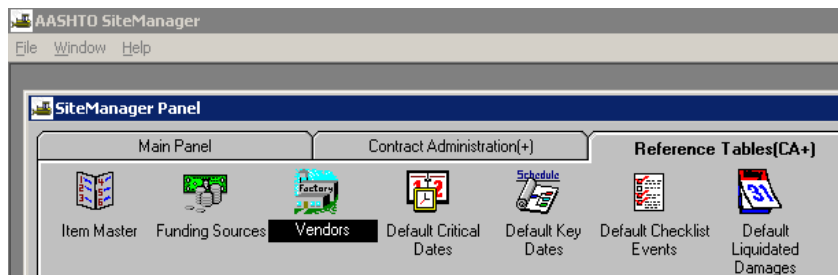 AASHTO SiteManager
File Window Help
SiteManager Panel
Main Panel Contract Administration(+) Reference Tables(CA+)
Factory Schedule
Item Master Funding Sources Vendors Default Critical Default Key Default Checklist Default
Dates Dates Events Liquidated
Damages